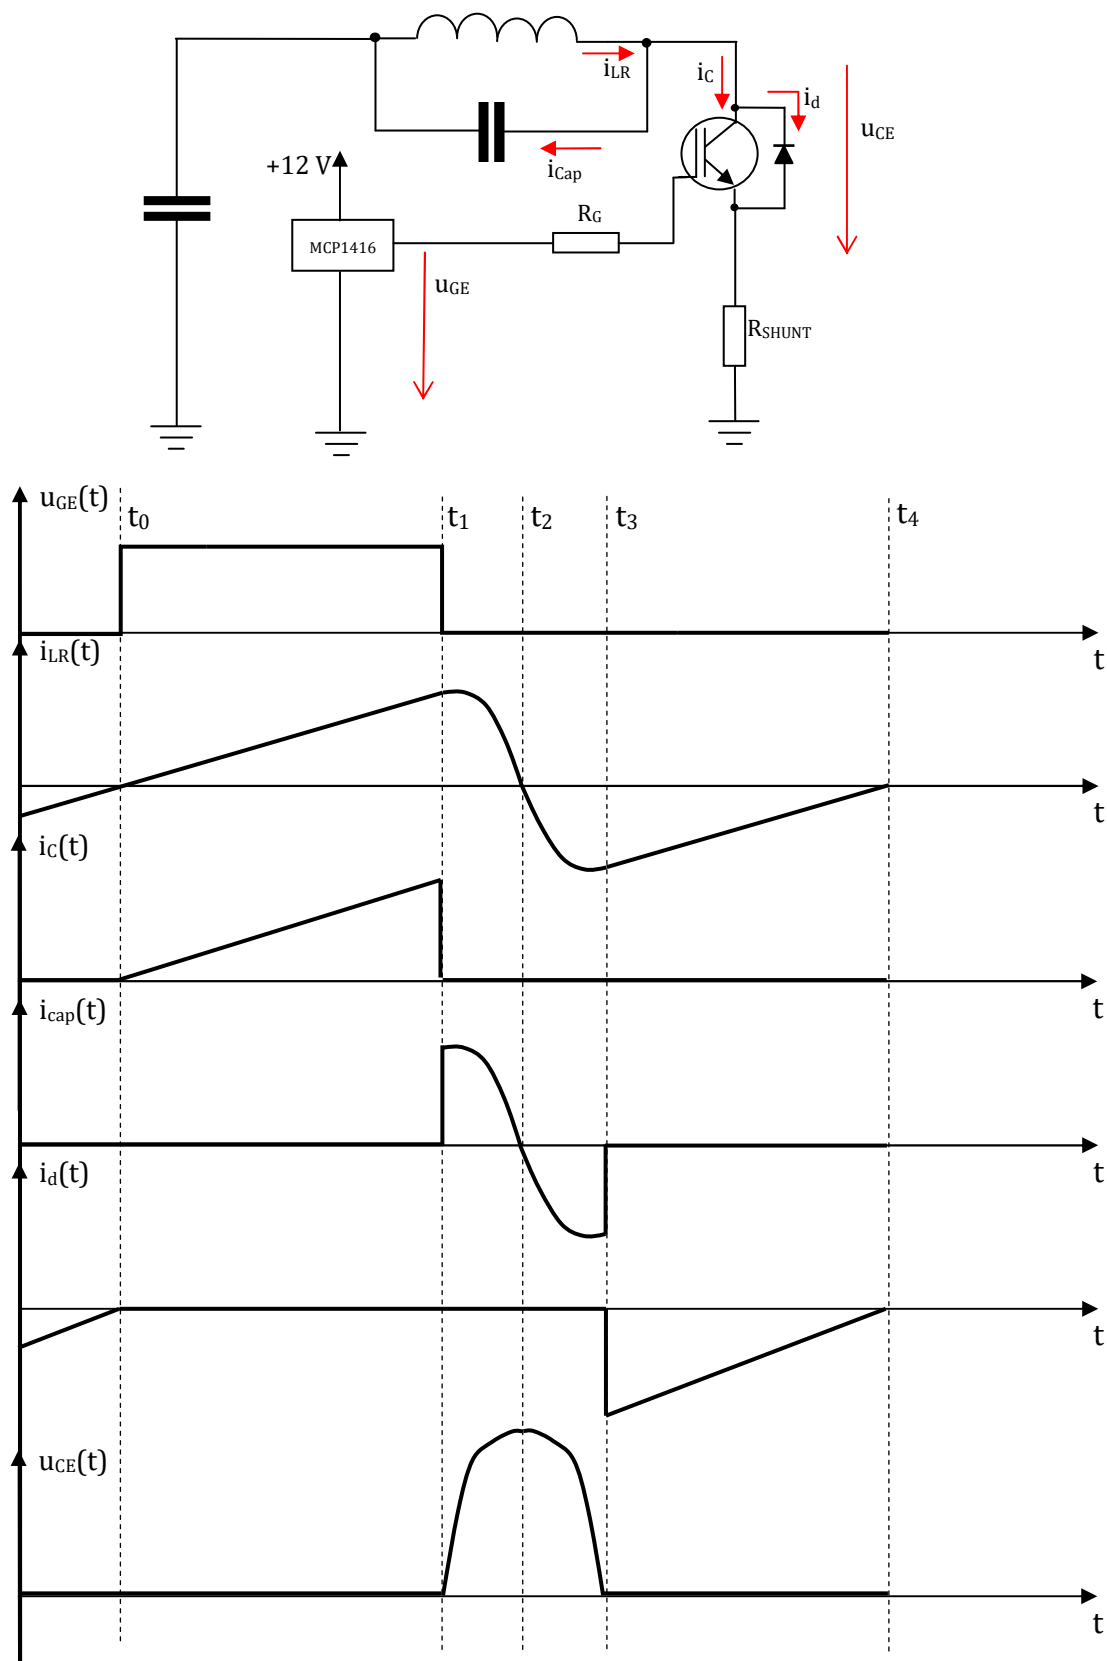 iLR
iC
id
uCE
iCap
+12 V
RG
MCP1416
uGE
RSHUNT
uGE(t)
t0
t1
t2
t3
t4
t
iLR(t)
t
iC(t)
t
icap(t)
t
id(t)
t
uCE(t)
t